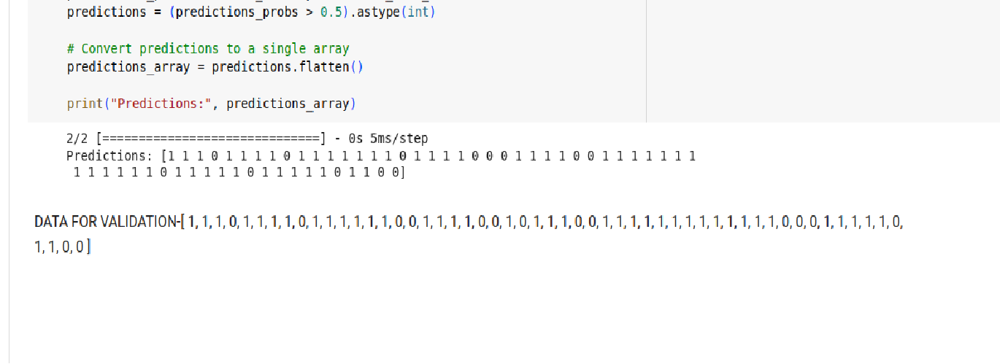 predictions = (predictions_probs > 0.5).astype(int)
# Convert predictions to a single array
predictions_array = predictions.flatten()
print("Predictions:", predictions_array)
2/2 [==============================] - 0s 5ms/step
Predictions: [1 1 1 0 1 1 1 1 0 1 1 1 1 1 1 1 0 1 1 1 1 0 0 0 1 1 1 1 0 0 1 1 1 1 1 1 1
1 1 1 1 1 1 0 1 1 1 1 1 0 1 1 1 1 1 0 1 1 0 0]
DATA FOR VALIDATION-[ 1, 1, 1, 0, 1, 1, 1, 1, 0, 1, 1, 1, 1, 1, 1, 0, 0, 1, 1, 1, 1, 0, 0, 1, 0, 1, 1, 1, 0, 0, 1, 1, 1, 1, 1, 1, 1, 1, 1, 1, 1, 1, 1, 0, 0, 0, 1, 1, 1, 1, 1, 0,
1, 1, 0, 0 ]